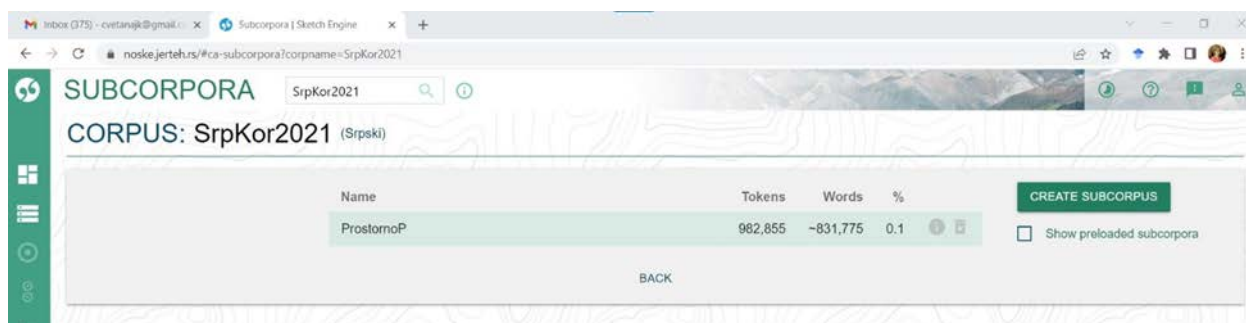 Inbox (375) - cvetanajk@gmail.c
Subcorpora | Sketch Engine
noske.jerteh.rs/#ca-subcorpora?corpname=SrpKor2021
SUBCORPORA SrpKor2021
CORPUS: SrpKor2021 (Srpski)
Name Tokens Words %
ProstornoP 982,855 ~831,775 0.1
CREATE SUBCORPUS
Show preloaded subcorpora
BACK